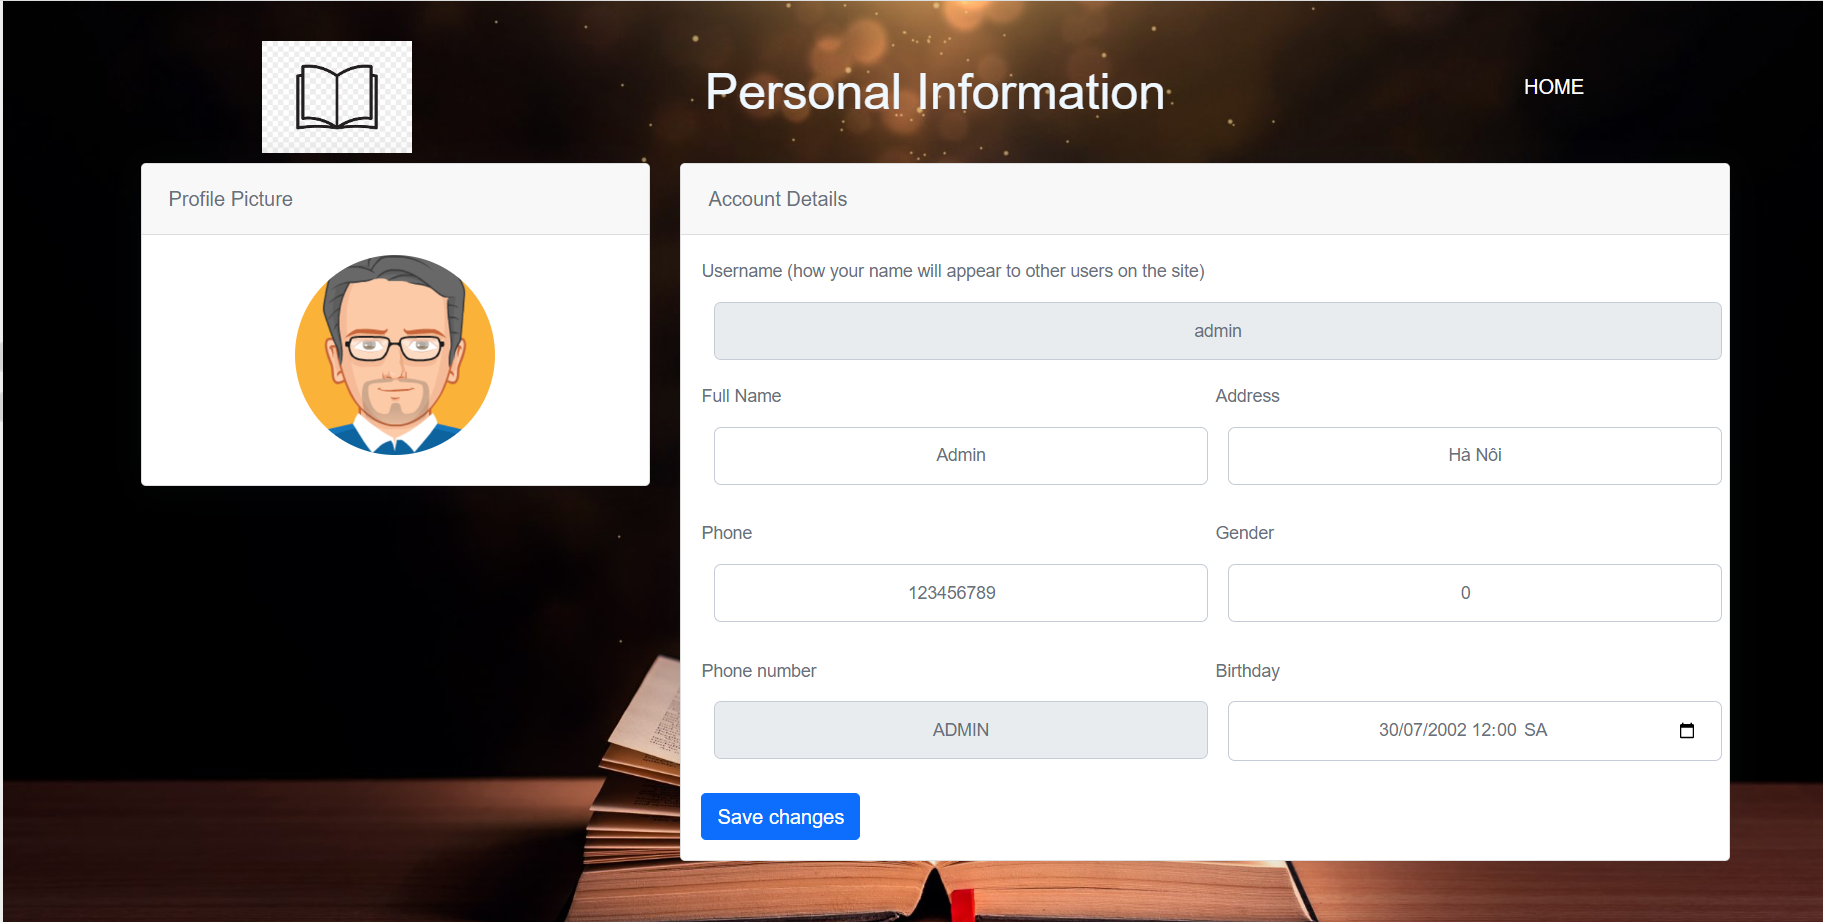 Personal Information
HOME
Profile Picture
Account Details
Username (how your name will appear to other users on the site)
admin
Full Name
Address
Admin
Hà Nôi
Phone
Gender
123456789
0
Phone number
Birthday
ADMIN
30/07/2002 12:00 SA
Save changes